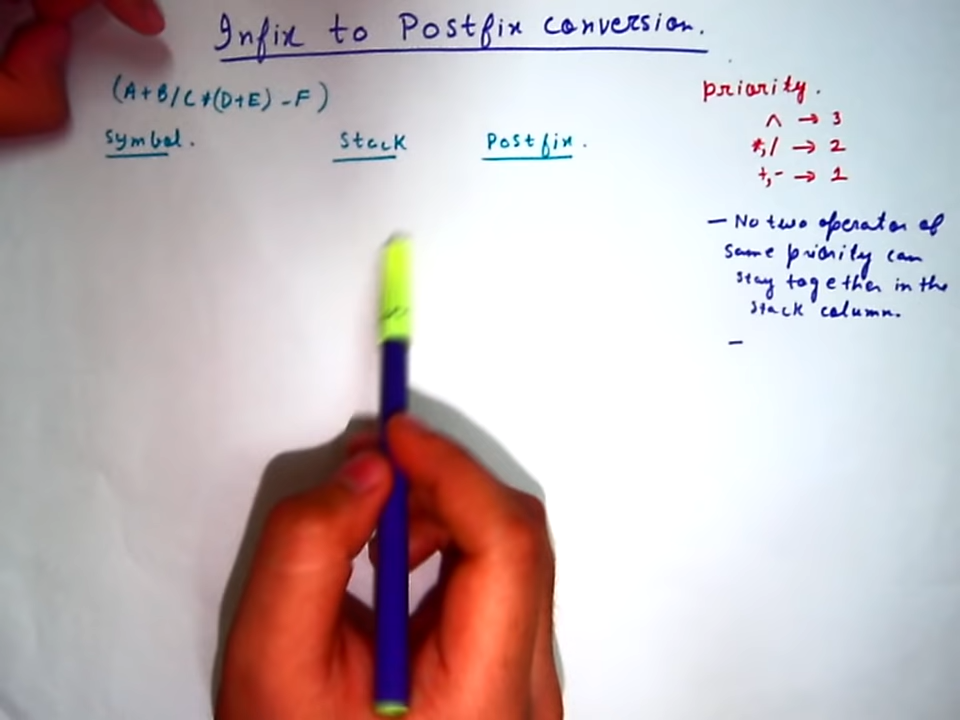 Infix to Postfix conversion.
(A+B/C*(D+E) - F)
Symbol. Stack Postfix.
priority.
^ → 3
*,/ → 2
+,- → 1
- No two operator of
same priority can
stay together in the
stack column.
-